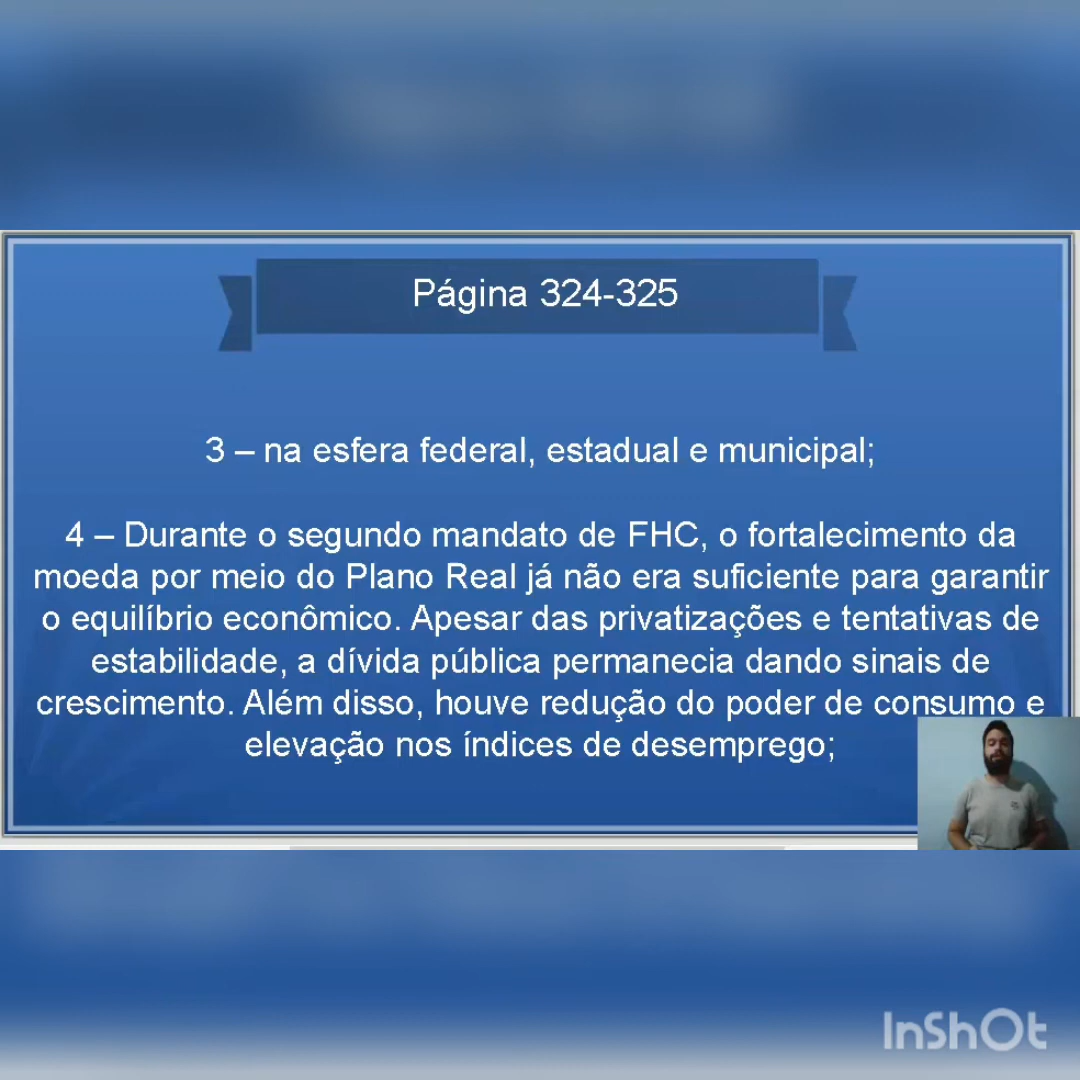 Página 324-325
3 – na esfera federal, estadual e municipal;
4 – Durante o segundo mandato de FHC, o fortalecimento da
moeda por meio do Plano Real já não era suficiente para garantir
o equilíbrio econômico. Apesar das privatizações e tentativas de
estabilidade, a dívida pública permanecia dando sinais de
crescimento. Além disso, houve redução do poder de consumo e
elevação nos índices de desemprego;
InShOt